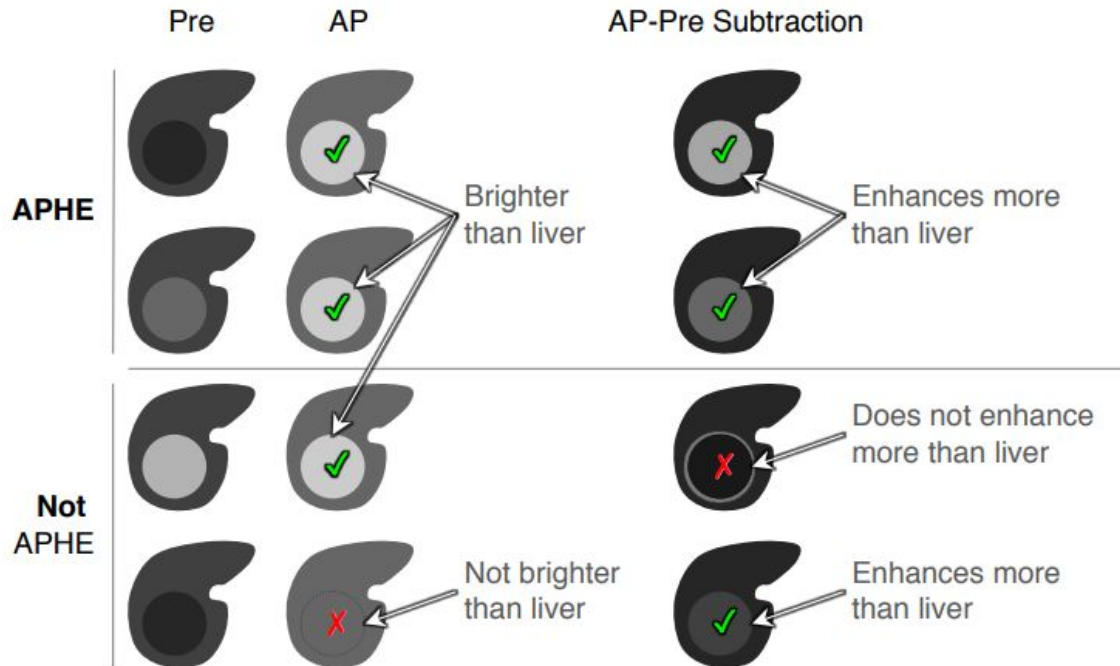 Pre
AP
AP-Pre Subtraction
APHE
Brighter
than liver
Enhances more
than liver
Not
APHE
Does not enhance
more than liver
Not brighter
than liver
Enhances more
than liver